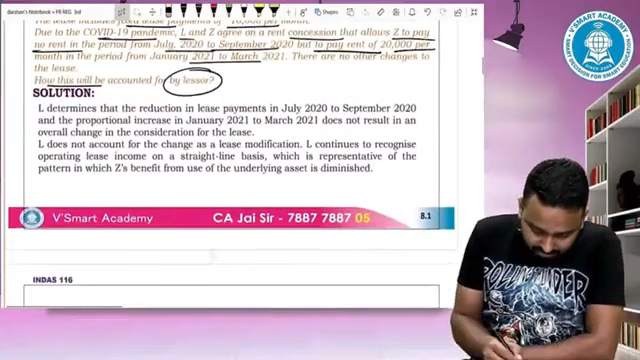 darshan's Notebook » FR REG. PRI
Shapes
The lease includes fixed lease payments of 10,000 per month.
Due to the COVID-19 pandemic, L and Z agree on a rent concession that allows Z to pay
no rent in the period from July, 2020 to September 2020 but to pay rent of 20,000 per
month in the period from January 2021 to March 2021. There are no other changes to
the lease.
How this will be accounted for by lessor?
SOLUTION:
L determines that the reduction in lease payments in July 2020 to September 2020
and the proportional increase in January 2021 to March 2021 does not result in an
overall change in the consideration for the lease.
L does not account for the change as a lease modification. L continues to recognise
operating lease income on a straight-line basis, which is representative of the
pattern in which Z's benefit from use of the underlying asset is diminished.
V'Smart Academy CA Jai Sir - 7887 7887 05 8.1
INDAS 116
V'SMART ACADEMY